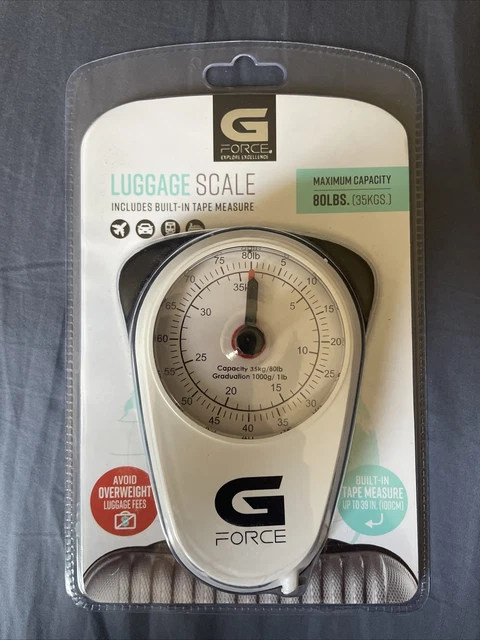 G
FORCE.
EXPLORE EXCELLENCE
LUGGAGE SCALE
INCLUDES BUILT-IN TAPE MEASURE
MAXIMUM CAPACITY
80LBS. (35KGS.)
80lb
5
10
15
20
25
30
35
40
45
50
55
60
65
70
75
35k
5
10
15
20
25
30
Capacity 35kg/80lb
Graduation 1000g/ 1lb
G
FORCE
AVOID
OVERWEIGHT
LUGGAGE FEES
BUILT-IN
TAPE MEASURE
UP TO 39 IN. (100CM)